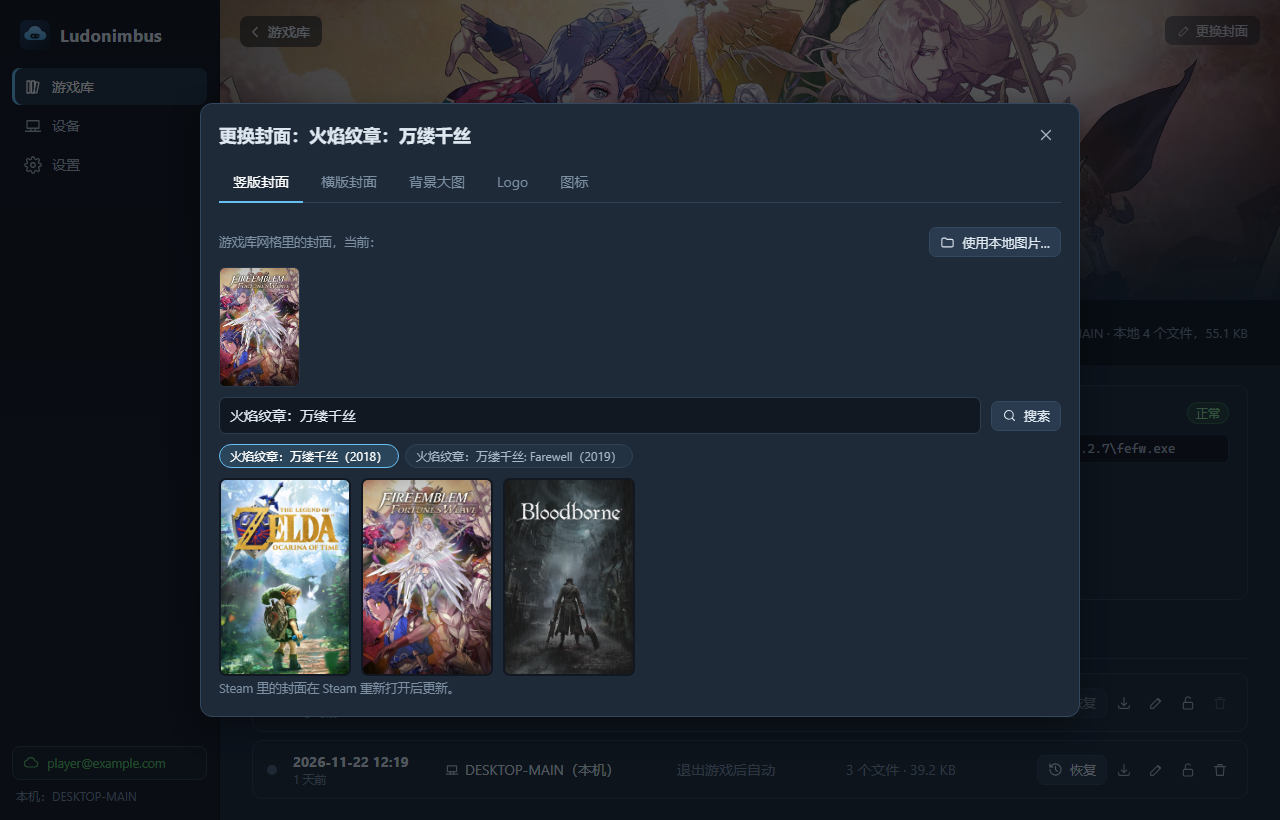 Ludonimbus
游戏库
设备
设置
player@example.com
本机：DESKTOP-MAIN
游戏库
更换封面
更换封面：火焰纹章：万缕千丝
竖版封面
横版封面
背景大图
Logo
图标
游戏库网格里的封面，当前：
使用本地图片...
FIRE EMBLEM
FORTUNE'S WEAVE
火焰纹章：万缕千丝
搜索
火焰纹章：万缕千丝（2018）
火焰纹章：万缕千丝: Farewell（2019）
THE LEGEND OF
ZELDA
OCARINA OF TIME
FIRE EMBLEM
FORTUNE'S WEAVE
Bloodborne
Steam 里的封面在 Steam 重新打开后更新。
MAIN · 本地 4 个文件，55.1 KB
正常
.2.7\fefw.exe
恢复
2026-11-22 12:19
1 天前
DESKTOP-MAIN（本机）
退出游戏后自动
3 个文件 · 39.2 KB
恢复